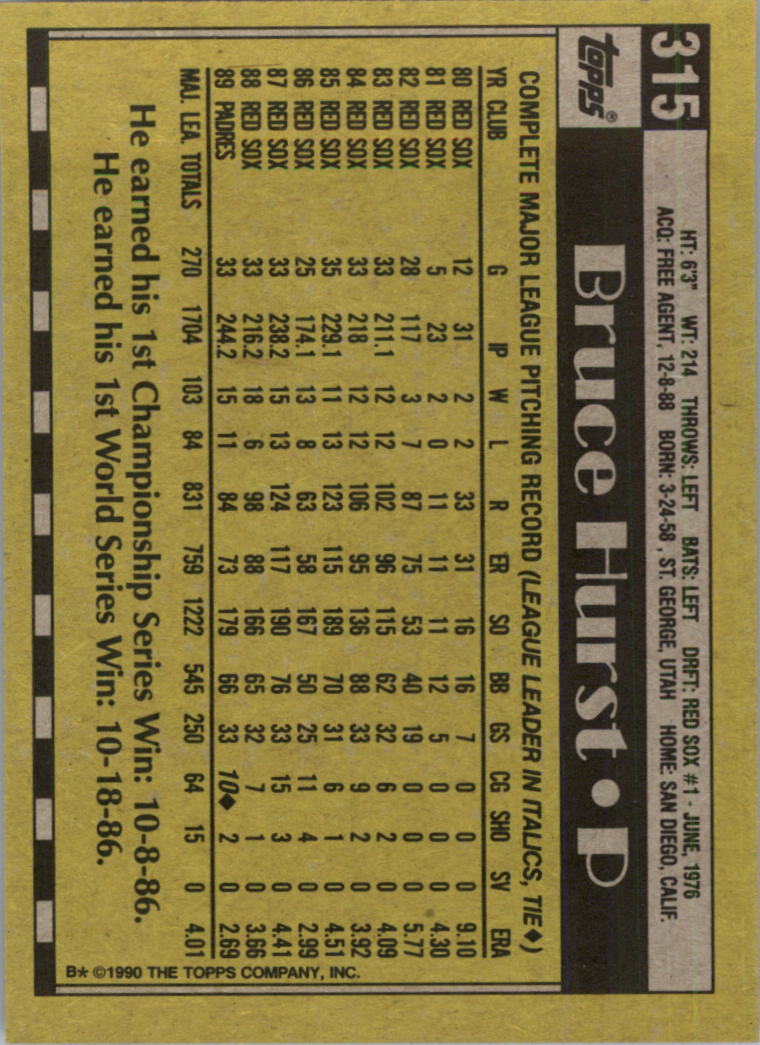 315
HT: 6'3" WT: 214 THROWS: LEFT BATS: LEFT DRFT: RED SOX #1 - JUNE, 1976
ACQ: FREE AGENT, 12-8-88 BORN: 3-24-58, ST. GEORGE, UTAH HOME: SAN DIEGO, CALIF.
topps® Bruce Hurst • P
COMPLETE MAJOR LEAGUE PITCHING RECORD (LEAGUE LEADER IN ITALICS, TIE♦)
YR CLUB G IP W L R ER SO BB GS CG SHO SV ERA
80 RED SOX 12 31 2 2 33 31 16 16 7 0 0 0 9.10
81 RED SOX 5 23 2 0 11 11 11 12 5 0 0 0 4.30
82 RED SOX 28 117 3 7 87 75 53 40 19 0 0 0 5.77
83 RED SOX 33 211.1 12 12 102 96 115 62 32 6 2 0 4.09
84 RED SOX 33 218 12 12 106 95 136 88 33 9 2 0 3.92
85 RED SOX 35 229.1 11 13 123 115 189 70 31 6 1 0 4.51
86 RED SOX 25 174.1 13 8 63 58 167 50 25 11 4 0 2.99
87 RED SOX 33 238.2 15 13 124 117 190 76 33 15 3 0 4.41
88 RED SOX 33 216.2 18 6 98 88 166 65 32 7 1 0 3.66
89 PADRES 33 244.2 15 11 84 73 179 66 33 10♦ 2 0 2.69
MAJ. LEA. TOTALS 270 1704 103 84 831 759 1222 545 250 64 15 0 4.01
He earned his 1st Championship Series Win: 10-8-86.
He earned his 1st World Series Win: 10-18-86.
B* ©1990 THE TOPPS COMPANY, INC.